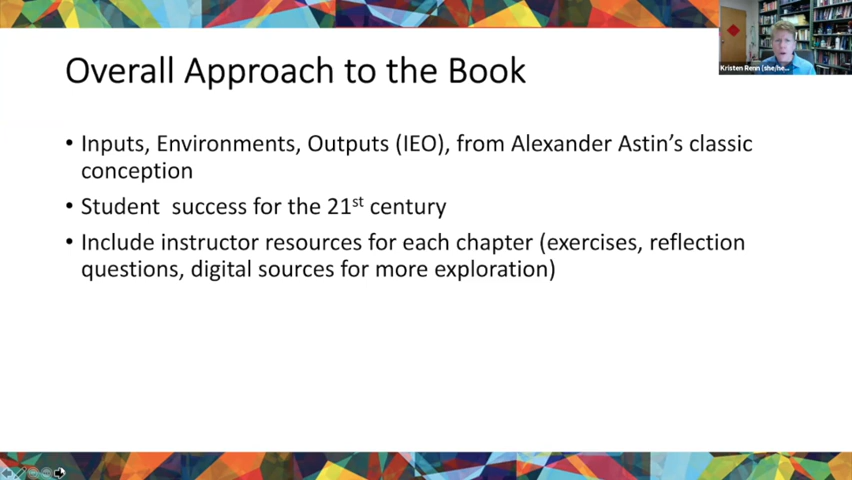 Overall Approach to the Book
Kristen Renn (she/he...
• Inputs, Environments, Outputs (IEO), from Alexander Astin's classic
conception
• Student  success for the 21st century
• Include instructor resources for each chapter (exercises, reflection
questions, digital sources for more exploration)